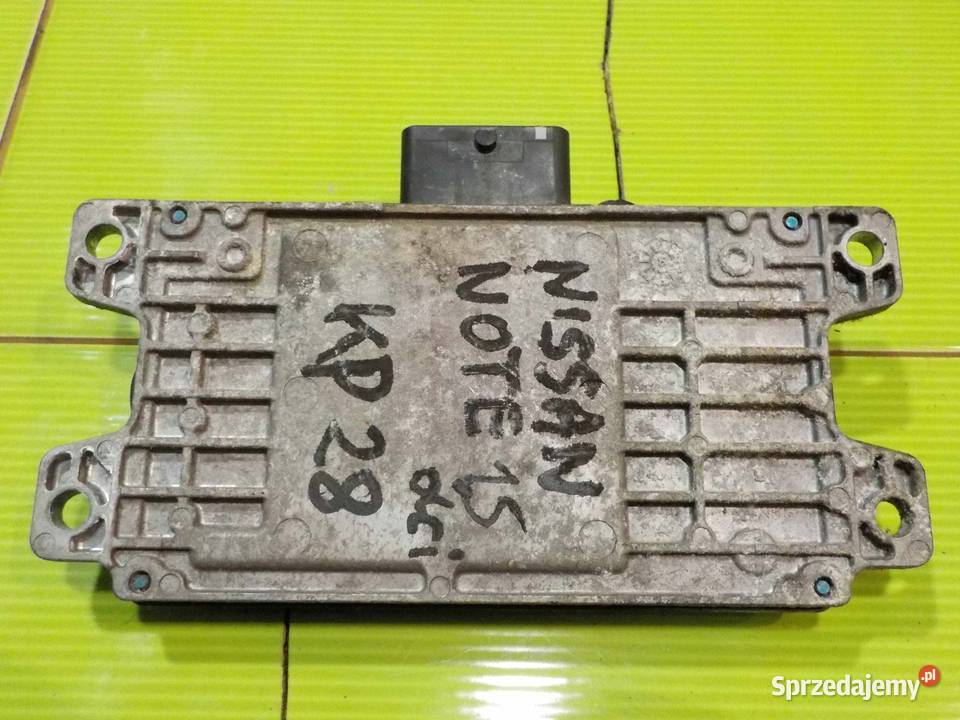 NISSAN
NOTE 1.5
dci
KP 28
Sprzedajemy.pl